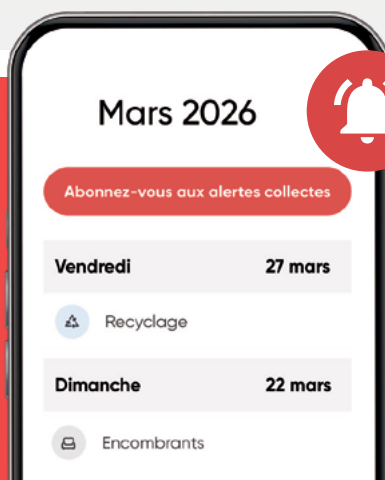 Mars 2026
Abonnez-vous aux alertes collectes
Vendredi 27 mars
Recyclage
Dimanche 22 mars
Encombrants